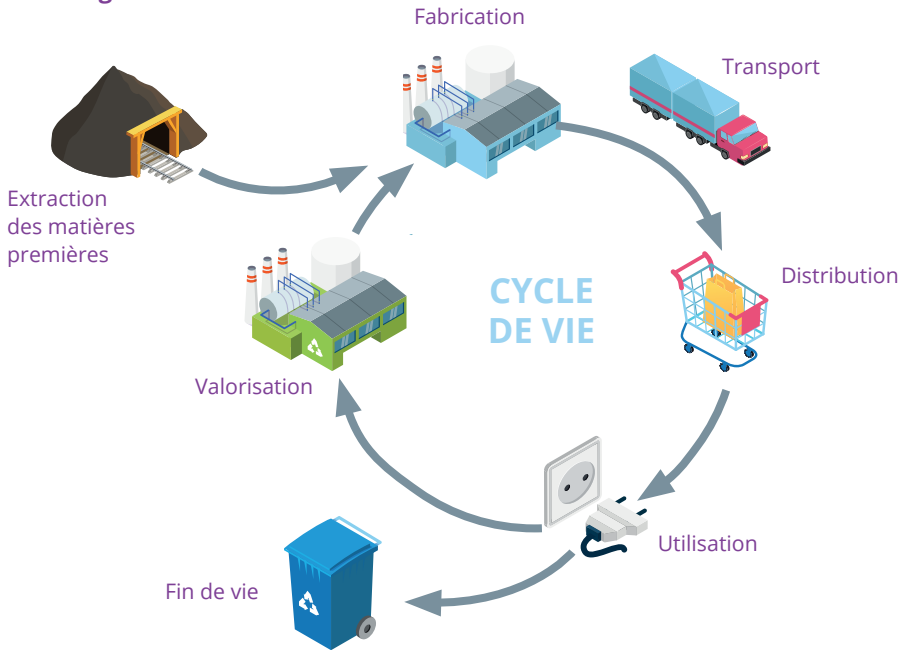 Fabrication
Transport
Extraction
des matières
premières
Distribution
CYCLE
DE VIE
Valorisation
Utilisation
Fin de vie